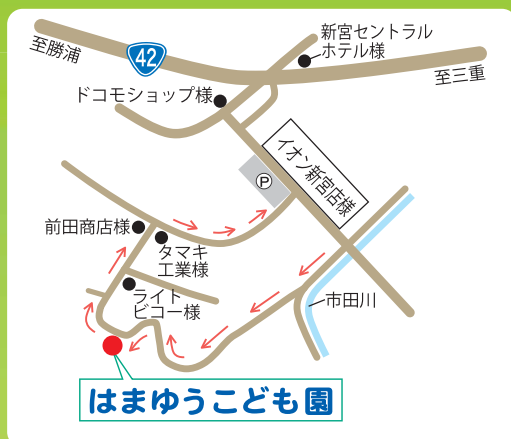 新宮セントラル
ホテル様
至勝浦
42
至三重
ドコモショップ様
イオン新宮店様
P
前田商店様
タマキ
工業様
ライト
ビコー様
市田川
はまゆうこども園